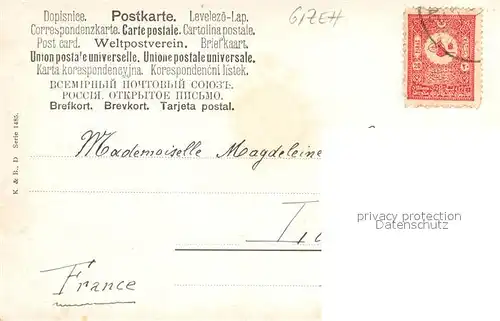 Dopisnice. Postkarte. Levelező-Lap.
Correspondenzkarte. Carte postale. Cartolina postale.
Post card. Weltpostverein. Briefkaart.
Union postale universelle. Unione postale universale.
Karta korespondencyjna. Korespondenční lístek.
ВСЕМІРНЫЙ ПОЧТОВЫЙ СОЮЗЪ.
РОССІЯ. ОТКРЫТОЕ ПИСЬМО.
Brefkort. Brevkort. Tarjeta postal.
GIZEH
Mademoiselle Magdeleine
France
K & B., D Serie 1485.
privacy protection
Datenschutz